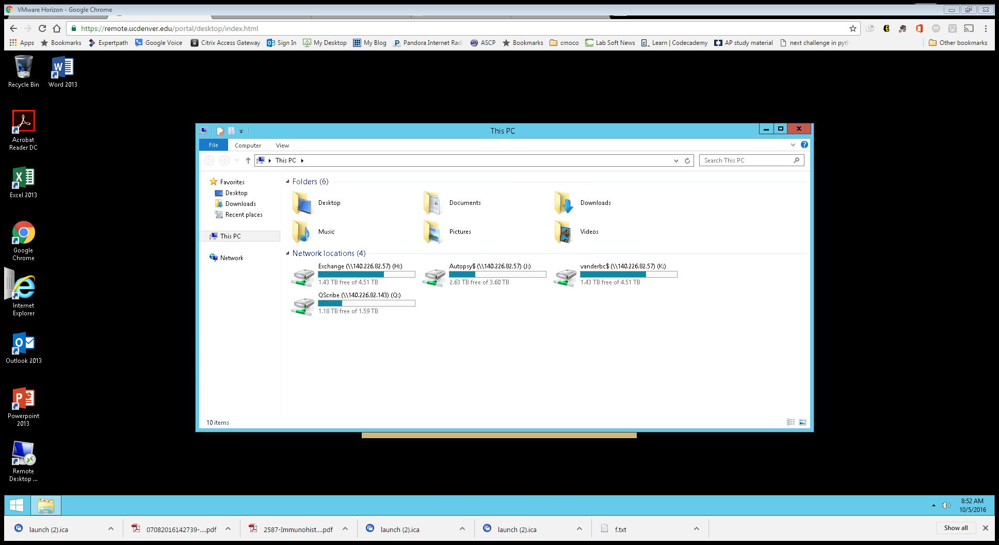 VMware Horizon - Google Chrome
https://remote.ucdenver.edu/portal/desktop/index.html
Apps Bookmarks Expertpath Google Voice Citrix Access Gateway Sign In My Desktop My Blog Pandora Internet Radi ASCP Bookmarks cmoco Lab Soft News Learn | Codecademy AP study material next challenge in pyth Other bookmarks
Recycle Bin
Word 2013
Acrobat
Reader DC
Excel 2013
Google
Chrome
Internet
Explorer
Outlook 2013
Powerpoint
2013
Remote
Desktop ...
This PC
File Computer View
This PC
Search This PC
Favorites
Desktop
Downloads
Recent places
This PC
Network
Folders (6)
Desktop Documents Downloads
Music Pictures Videos
Network locations (4)
Exchange (\\140.226.82.57) (H:)
1.43 TB free of 4.51 TB
Autopsy$ (\\140.226.82.57) (J:)
2.63 TB free of 3.60 TB
vanderbc$ (\\140.226.82.57) (K:)
1.43 TB free of 4.51 TB
QScribe (\\140.226.82.143) (Q:)
1.18 TB free of 1.59 TB
10 items
8:52 AM
10/5/2016
launch (2).ica 07082016142739-....pdf 2587-Immunohist....pdf launch (2).ica launch (2).ica f.txt Show all